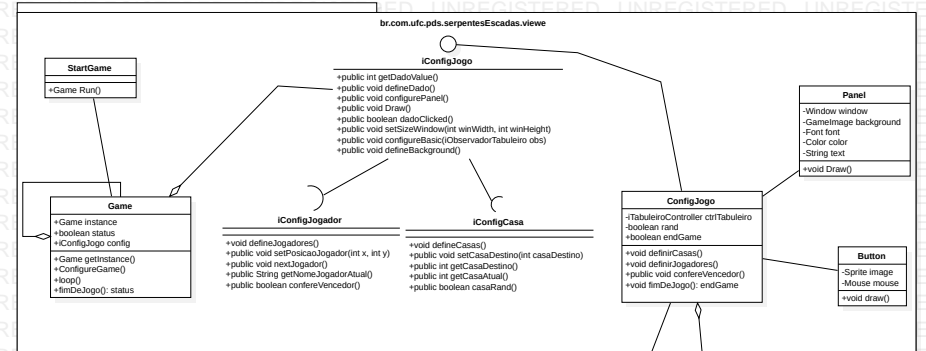 br.com.ufc.pds.serpentesEscadas.viewe
iConfigJogo
+public int getDadoValue()
+public void defineDado()
+public void configurePanel()
+public void Draw()
+public boolean dadoClicked()
+public void setSizeWindow(int winWidth, int winHeight)
+public void configureBasic(iObservadorTabuleiro obs)
+public void defineBackground()
StartGame
+Game Run()
Panel
-Window window
-GameImage background
-Font font
-Color color
-String text
+void Draw()
Game
+Game instance
+boolean status
+iConfigJogo config
+Game getInstance()
+ConfigureGame()
+loop()
+fimDeJogo(): status
iConfigJogador
+void defineJogadores()
+public void setPosicaoJogador(int x, int y)
+public void nextJogador()
+public String getNomeJogadorAtual()
+public boolean confereVencedor()
iConfigCasa
+void defineCasas()
+public void setCasaDestino(int casaDestino)
+public int getCasaDestino()
+public int getCasaAtual()
+public boolean casaRand()
ConfigJogo
-iTabuleiroController ctrlTabuleiro
-boolean rand
+boolean endGame
+void definirCasas()
+void definirJogadores()
+public void confereVencedor()
+void fimDeJogo(): endGame
Button
-Sprite image
-Mouse mouse
+void draw()
UNREGISTERED